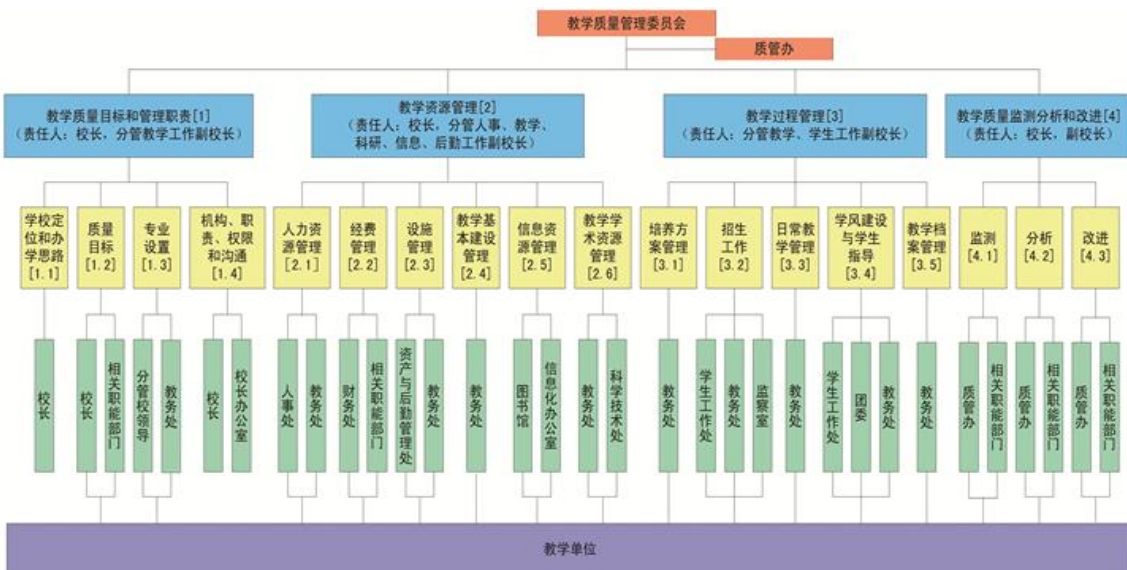 教学质量管理委员会
质管办
教学质量目标和管理职责[1]
（责任人：校长，分管教学工作副校长）
教学资源管理[2]
（责任人：校长，分管人事、教学、
科研、信息、后勤工作副校长）
教学过程管理[3]
（责任人：分管教学、学生工作副校长）
教学质量监测分析和改进[4]
（责任人：校长，副校长）
学校定
位和办
学思路
[1.1]
质量
目标
[1.2]
专业
设置
[1.3]
机构、职
责、权限
和沟通
[1.4]
人力资
源管理
[2.1]
经费
管理
[2.2]
设施
管理
[2.3]
教学基
本建设
管理
[2.4]
信息资
源管理
[2.5]
教学学
术资源
管理
[2.6]
培养方
案管理
[3.1]
招生
工作
[3.2]
日常教
学管理
[3.3]
学风建设
与学生
指导
[3.4]
教学档
案管理
[3.5]
监测
[4.1]
分析
[4.2]
改进
[4.3]
校长
校长
相关职能部门
分管校领导
教务处
校长
校长办公室
人事处
教务处
财务处
相关职能部门
资产与后勤管理处
教务处
教务处
图书馆
信息化办公室
教务处
科学技术处
教务处
学生工作处
教务处
监察室
教务处
学生工作处
团委
教务处
教务处
质管办
相关职能部门
质管办
相关职能部门
质管办
相关职能部门
教学单位